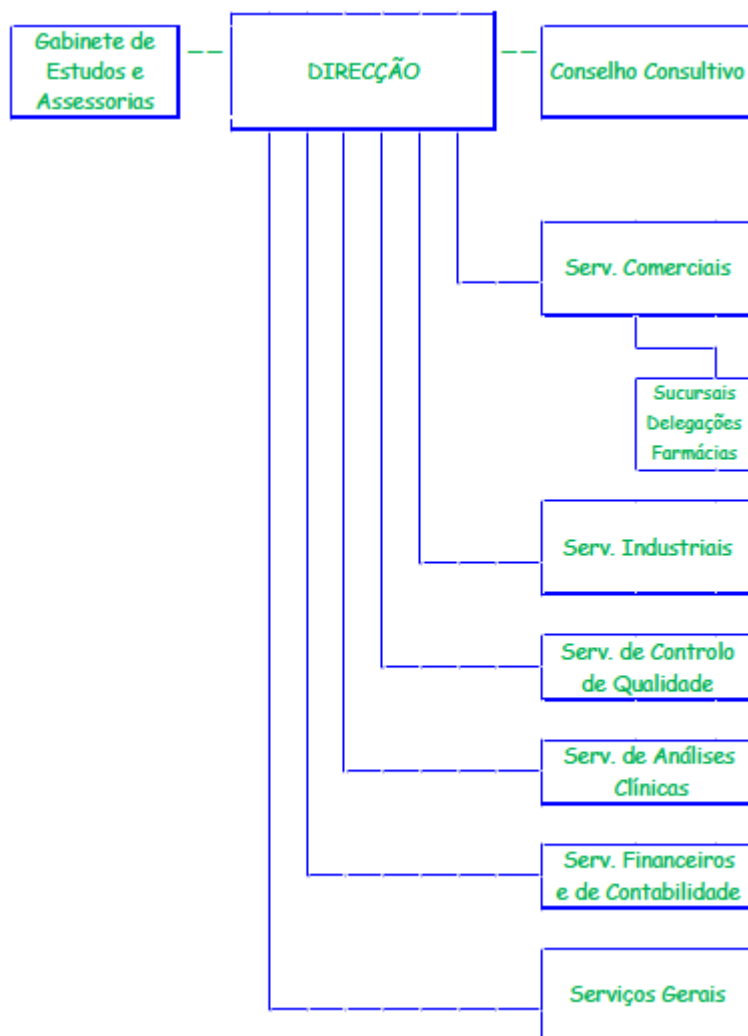 Gabinete de
Estudos e
Assessorias
DIRECÇÃO
Conselho Consultivo
Serv. Comerciais
Sucursais
Delegações
Farmácias
Serv. Industriais
Serv. de Controlo
de Qualidade
Serv. de Análises
Clínicas
Serv. Financeiros
e de Contabilidade
Serviços Gerais